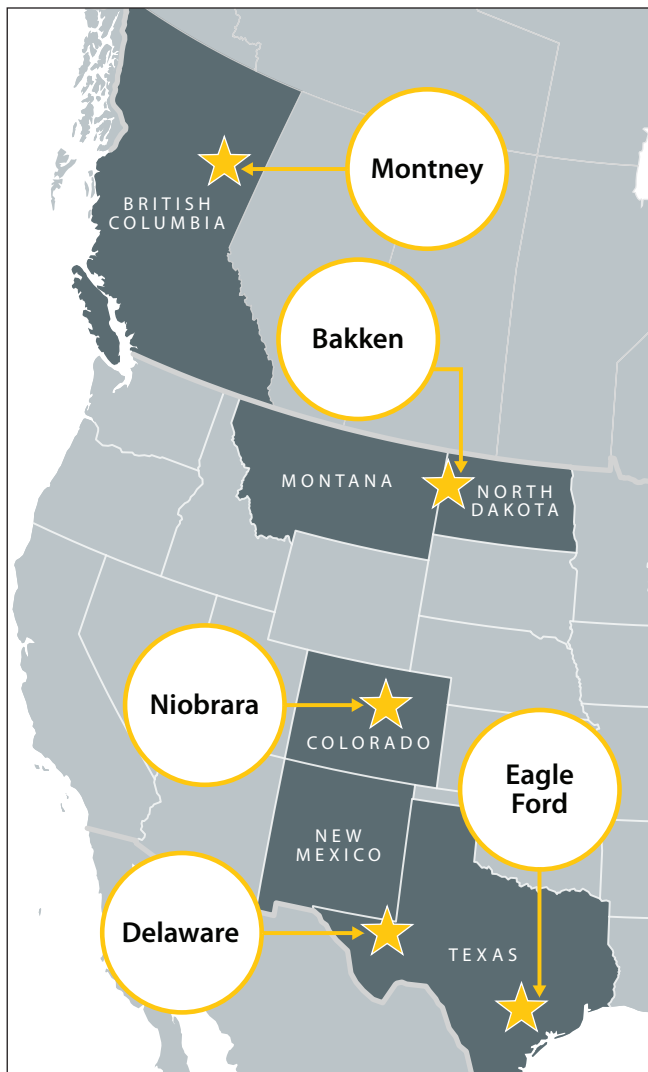 Montney
BRITISH
COLUMBIA
Bakken
MONTANA
NORTH
DAKOTA
Niobrara
COLORADO
Eagle
Ford
NEW
MEXICO
Delaware
TEXAS